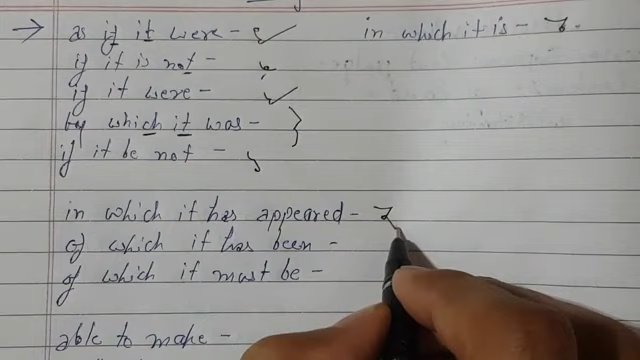 as if it were -
in which it is -
if it is not -
if it were -
by which it was -
if it be not -
in which it has appeared -
of which it has been -
of which it must be -
able to make -